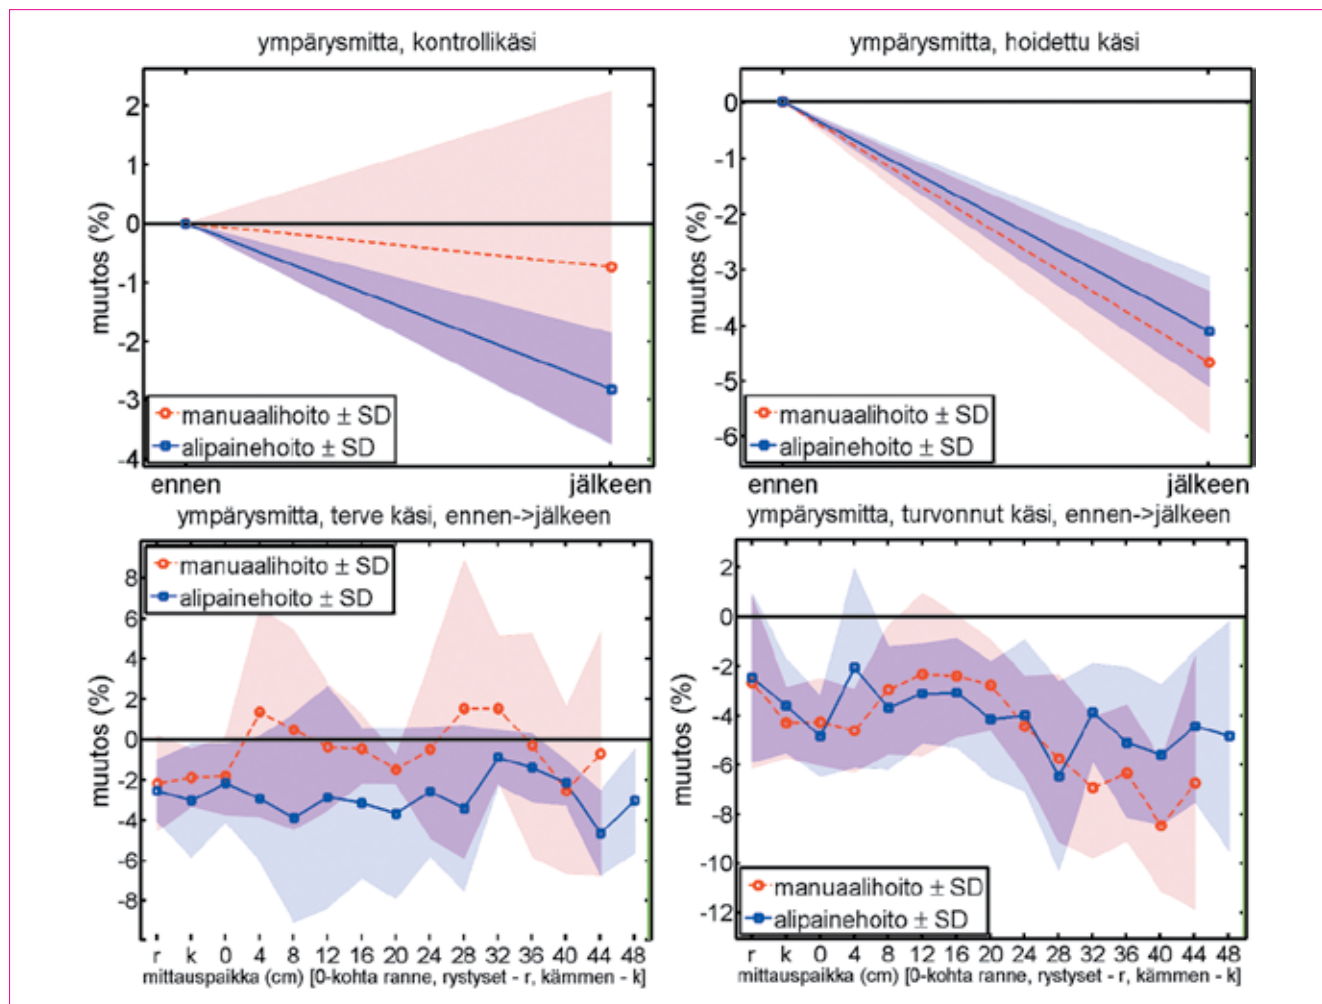 ympärysmitta, kontrollikäsi
muutos (%)
2
1
0
-1
-2
-3
-4
manuaalihoito ± SD
alipainehoito ± SD
ennen
jälkeen
ympärysmitta, hoidettu käsi
muutos (%)
0
-1
-2
-3
-4
-5
-6
manuaalihoito ± SD
alipainehoito ± SD
ennen
jälkeen
ympärysmitta, terve käsi, ennen->jälkeen
manuaalihoito ± SD
alipainehoito ± SD
muutos (%)
8
6
4
2
0
-2
-4
-6
-8
r k 0 4 8 12 16 20 24 28 32 36 40 44 48
mittauspaikka (cm) [0-kohta ranne, rystyset - r, kämmen - k]
ympärysmitta, turvonnut käsi, ennen->jälkeen
muutos (%)
2
0
-2
-4
-6
-8
-10
-12
manuaalihoito ± SD
alipainehoito ± SD
r k 0 4 8 12 16 20 24 28 32 36 40 44 48
mittauspaikka (cm) [0-kohta ranne, rystyset - r, kämmen - k]